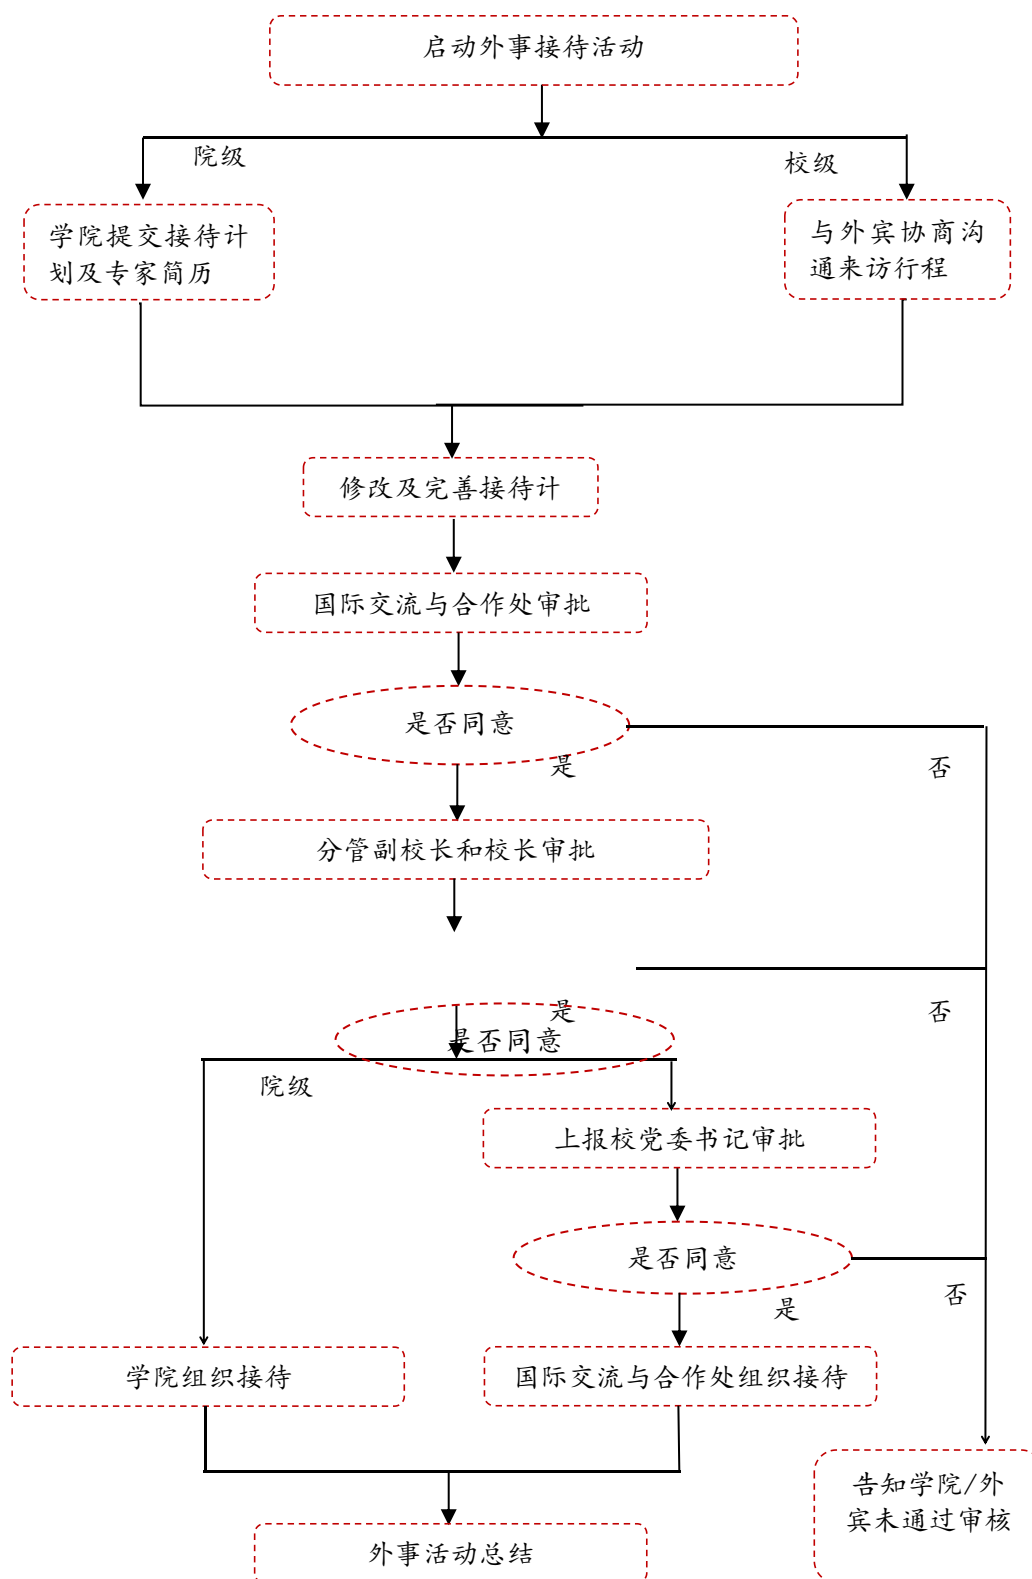 启动外事接待活动
院级
校级
学院提交接待计
划及专家简历
与外宾协商沟
通来访行程
修改及完善接待计
国际交流与合作处审批
是否同意
是
否
分管副校长和校长审批
是
否
是否同意
院级
上报校党委书记审批
是否同意
是
否
学院组织接待
国际交流与合作处组织接待
告知学院/外
宾未通过审核
外事活动总结